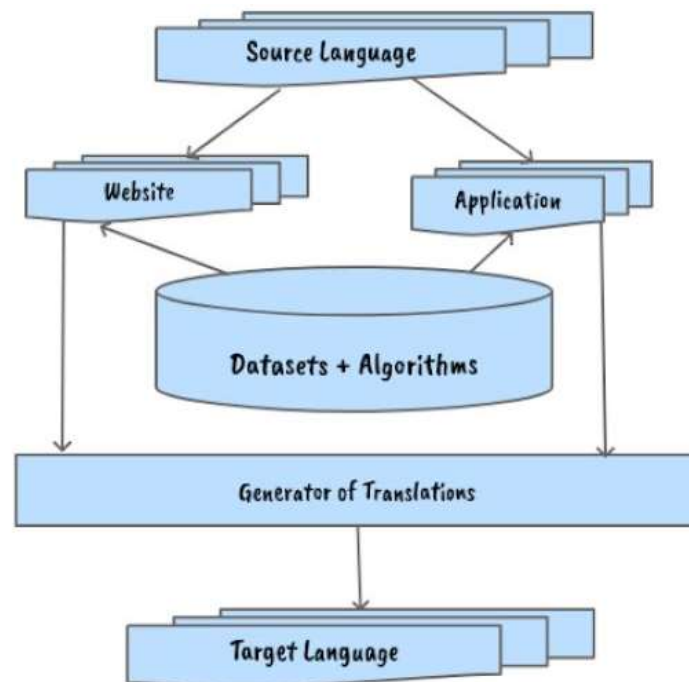 Source Language
Website
Application
Datasets + Algorithms
Generator of Translations
Target Language